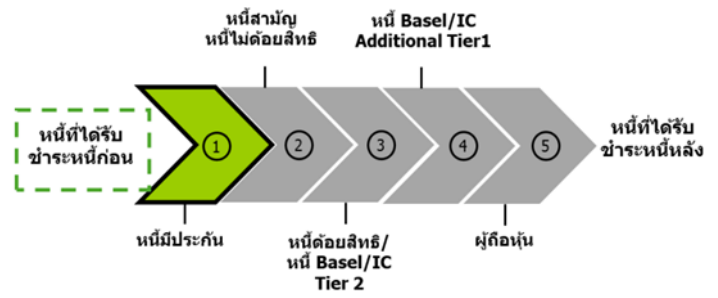 หนี้สามัญ
หนี้ไม่ด้อยสิทธิ
หนี้ Basel/IC
Additional Tier1
หนี้ที่ได้รับ
ชำระหนี้ก่อน
1
2
3
4
5
หนี้ที่ได้รับ
ชำระหนี้หลัง
หนี้มีประกัน
หนี้ด้อยสิทธิ/
หนี้ Basel/IC
Tier 2
ผู้ถือหุ้น